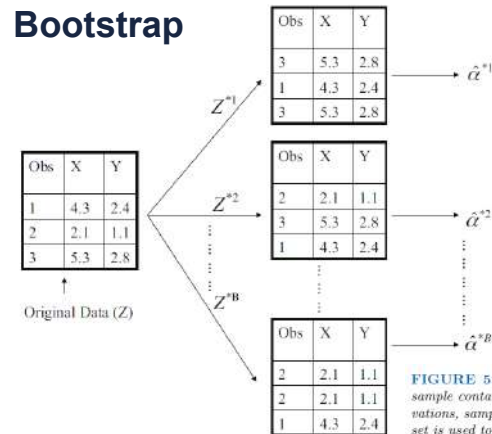 Bootstrap
Obs X Y
3 5.3 2.8
1 4.3 2.4
3 5.3 2.8
Z*1
α̂*1
Obs X Y
1 4.3 2.4
2 2.1 1.1
3 5.3 2.8
Original Data (Z)
Z*2
Obs X Y
2 2.1 1.1
3 5.3 2.8
1 4.3 2.4
α̂*2
Z*B
Obs X Y
2 2.1 1.1
2 2.1 1.1
1 4.3 2.4
α̂*B
FIGURE 5
sample conta
vations, samp
set is used to